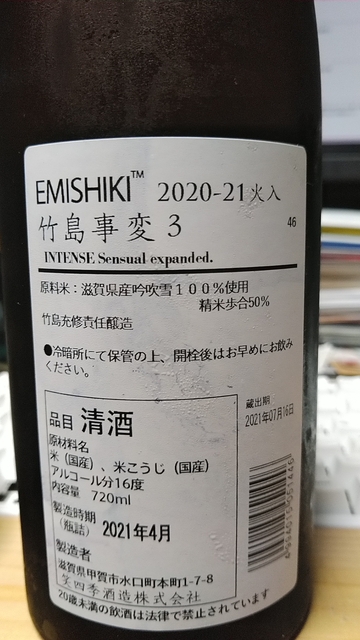 EMISHIKI™ 2020-21火入
竹島事変3
46
INTENSE Sensual expanded.
原料米:滋賀県産吟吹雪100%使用
精米歩合50%
竹島充修責任醸造
●冷暗所にて保管の上、開栓後はお早めにお飲み
ください。
品目 清酒
原材料名
米(国産)、米こうじ(国産)
アルコール分16度
内容量 720ml
製造時期
(瓶詰) 2021年4月
製造者
滋賀県甲賀市水口町本町1-7-8
笑四季酒造株式会社
蔵出期
2021年07月16日
20歳未満の飲酒は法律で禁止されています